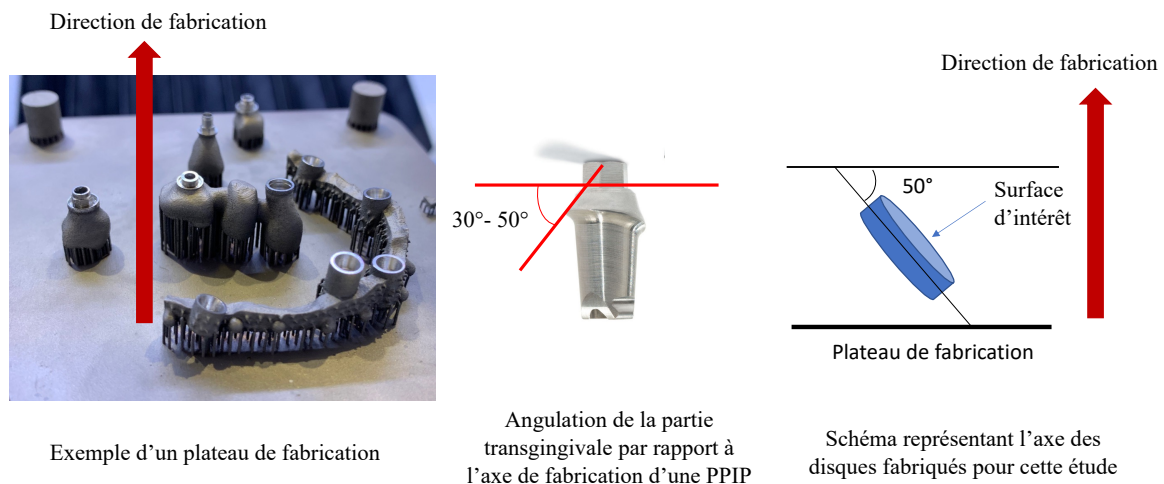 Direction de fabrication
Exemple d'un plateau de fabrication
30°- 50°
Angulation de la partie
transgingivale par rapport à
l'axe de fabrication d'une PPIP
Direction de fabrication
50°
Surface
d'intérêt
Plateau de fabrication
Schéma représentant l'axe des
disques fabriqués pour cette étude